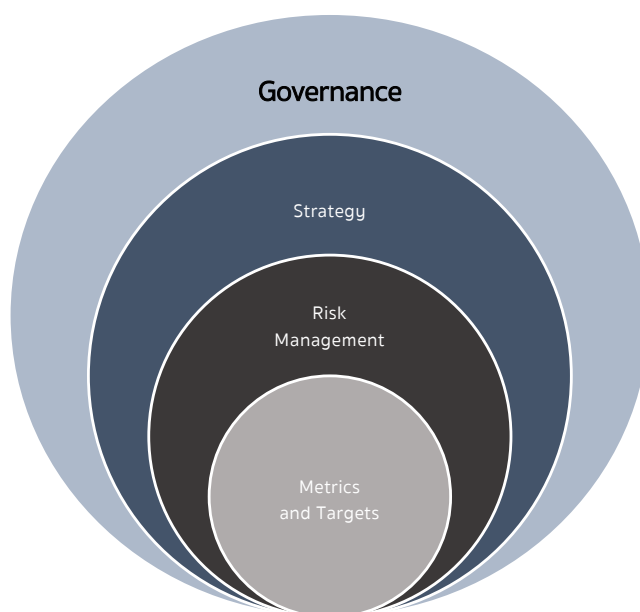 Governance
Strategy
Risk
Management
Metrics
and Targets